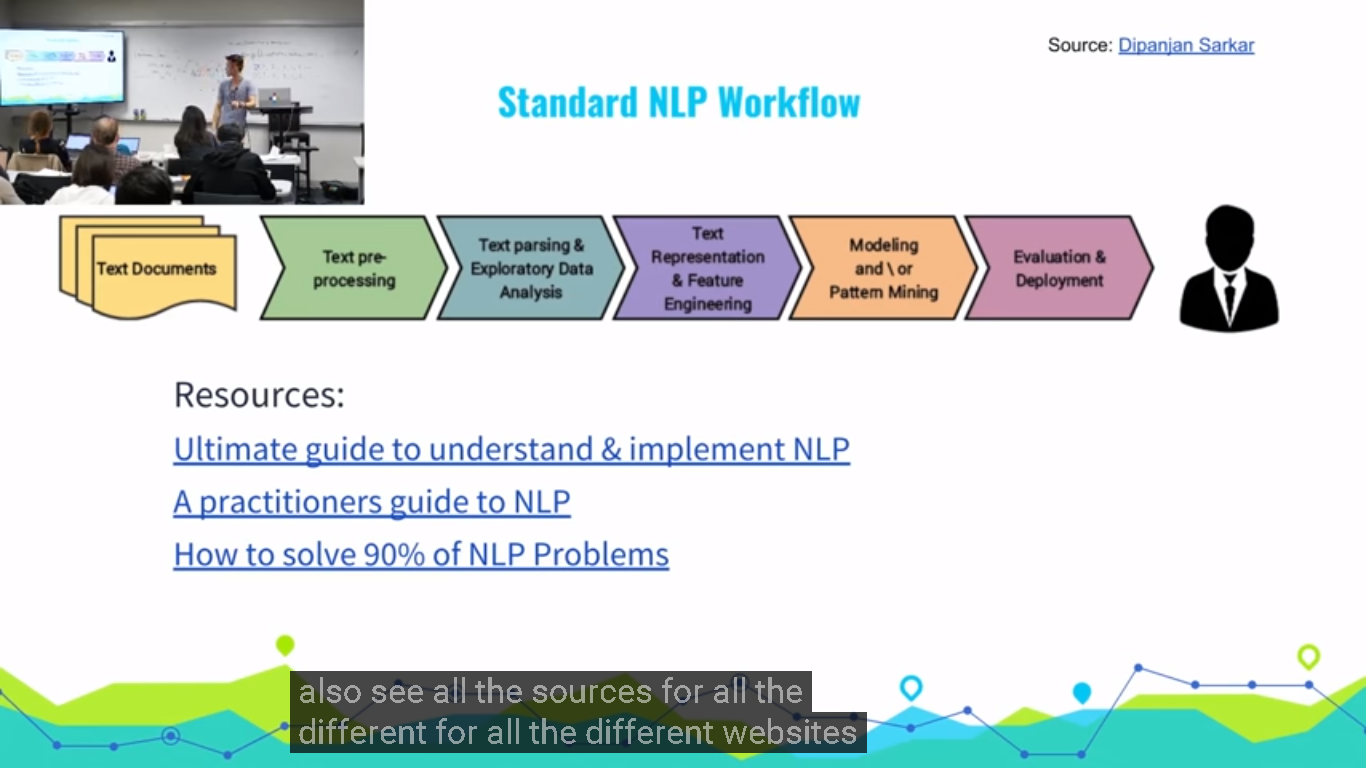 Source: Dipanjan Sarkar
Standard NLP Workflow
Text Documents
Text pre-
processing
Text parsing &
Exploratory Data
Analysis
Text
Representation
& Feature
Engineering
Modeling
and \ or
Pattern Mining
Evaluation &
Deployment
Resources:
Ultimate guide to understand & implement NLP
A practitioners guide to NLP
How to solve 90% of NLP Problems
also see all the sources for all the
different for all the different websites